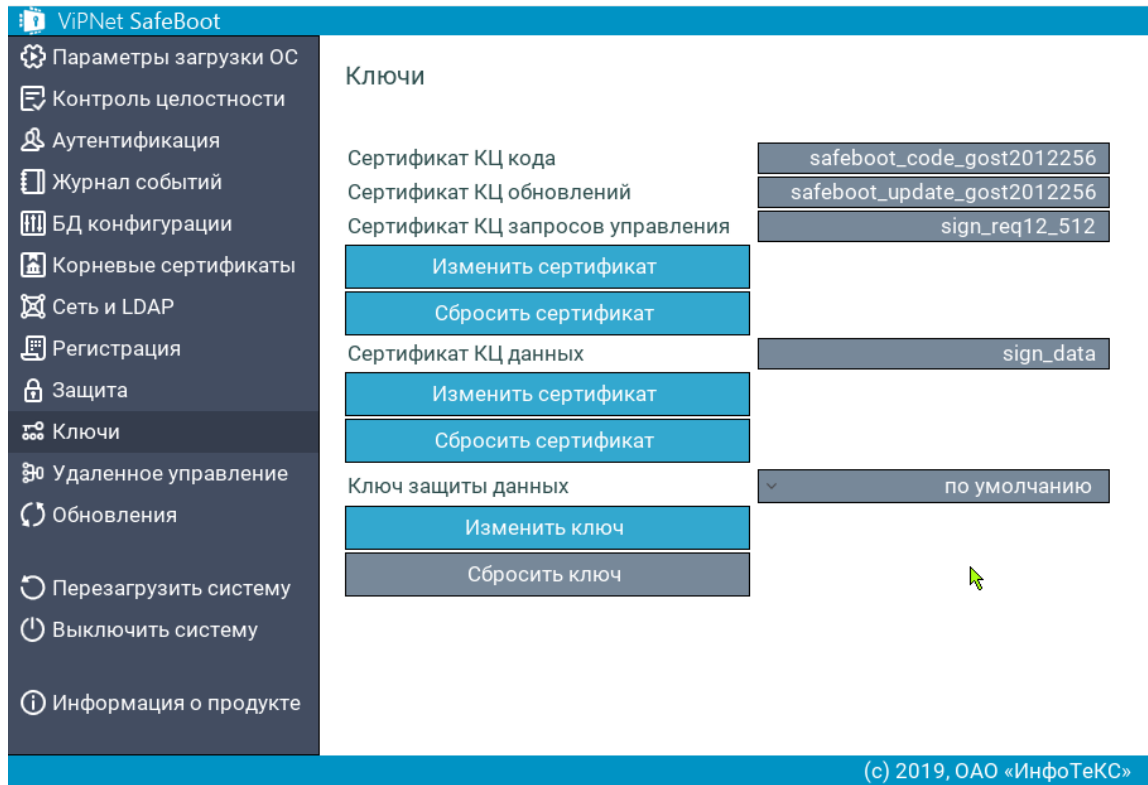 ViPNet SafeBoot
Параметры загрузки ОС
Контроль целостности
Аутентификация
Журнал событий
БД конфигурации
Корневые сертификаты
Сеть и LDAP
Регистрация
Защита
Ключи
Удаленное управление
Обновления
Перезагрузить систему
Выключить систему
Информация о продукте
Ключи
Сертификат КЦ кода safeboot_code_gost2012256
Сертификат КЦ обновлений safeboot_update_gost2012256
Сертификат КЦ запросов управления sign_req12_512
Изменить сертификат
Сбросить сертификат
Сертификат КЦ данных sign_data
Изменить сертификат
Сбросить сертификат
Ключ защиты данных по умолчанию
Изменить ключ
Сбросить ключ
(c) 2019, ОАО «ИнфоТеКС»